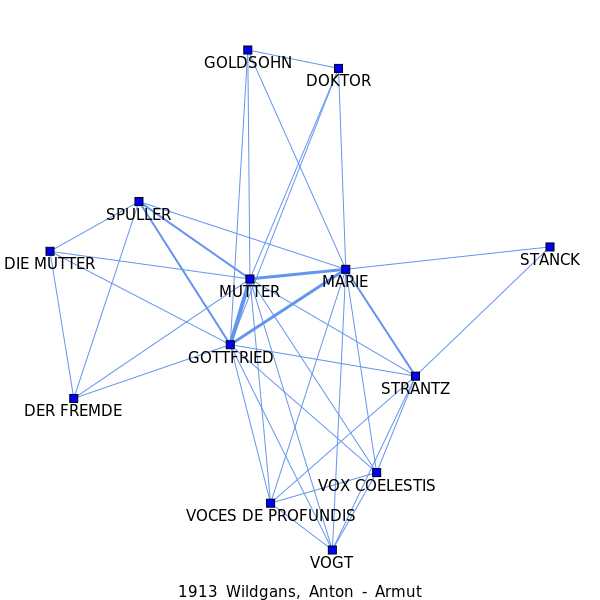 GOLDSOHN
DOKTOR
SPULLER
DIE MUTTER
STANCK
MUTTER
MARIE
GOTTFRIED
STRANTZ
DER FREMDE
VOX COELESTIS
VOCES DE PROFUNDIS
VOGT
1913 Wildgans, Anton - Armut